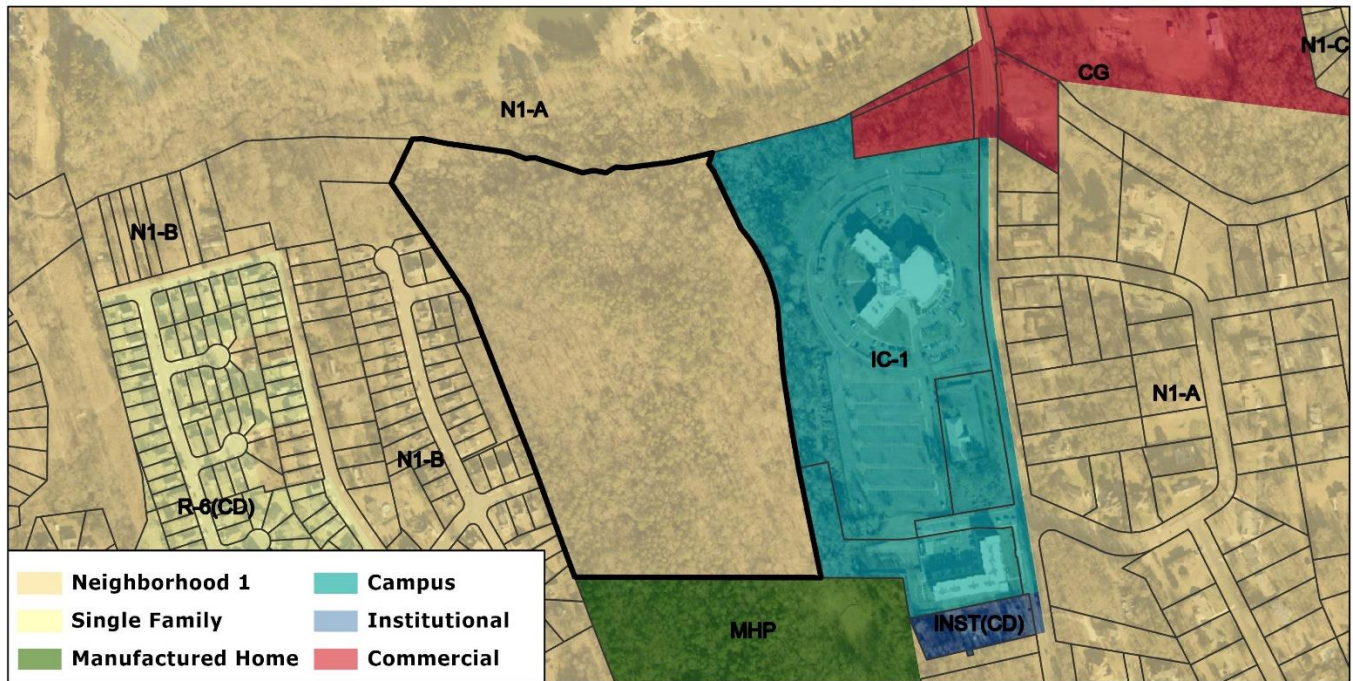 N1-C
CG
N1-A
N1-B
IC-1
N1-A
N1-B
R-6(CD)
MHP
INST(CD)
Neighborhood 1
Single Family
Manufactured Home
Campus
Institutional
Commercial